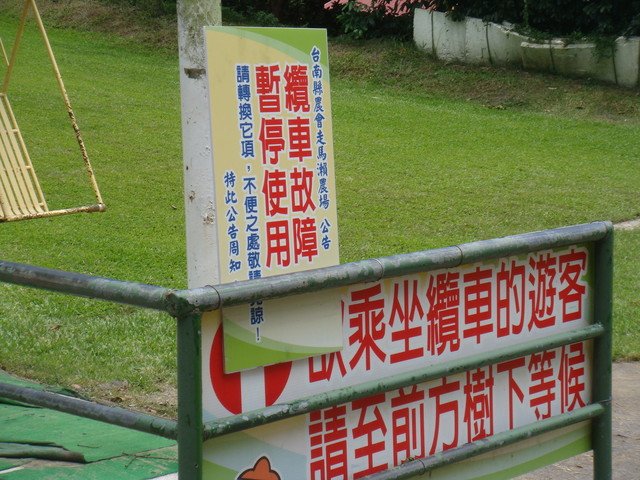 台南縣農會走馬瀨農場 公告
纜車故障
暫停使用
請轉換它項，不便之處敬請見諒！
特此公告周知
欲乘坐纜車的遊客
請至前方樹下等候